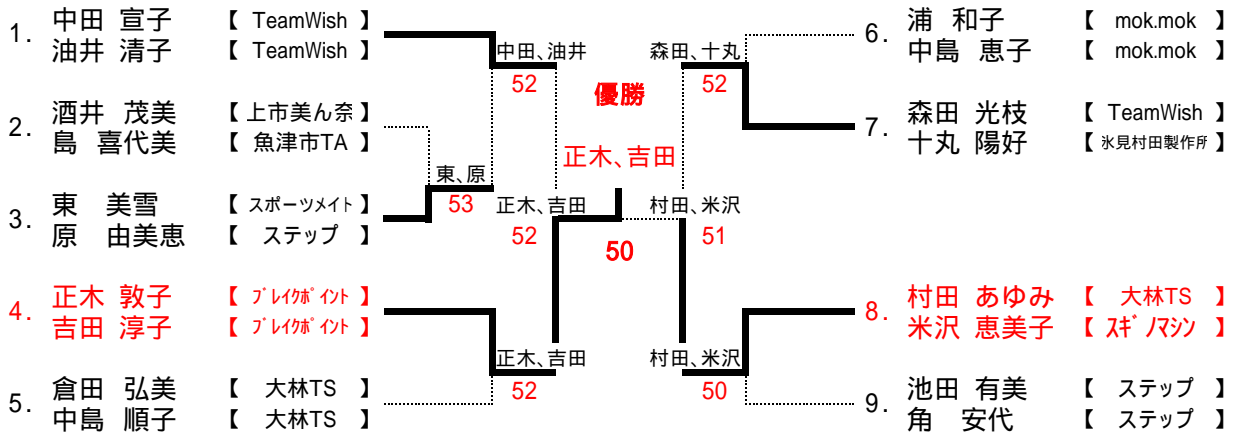 1. 中田 宣子 【 TeamWish 】
油井 清子 【 TeamWish 】
2. 酒井 茂美 【 上市美ん奈 】
島 喜代美 【 魚津市TA 】
3. 東 美雪 【 スポーツメイト 】
原 由美恵 【 ステップ 】
4. 正木 敦子 【 ブレイクポイント 】
吉田 淳子 【 ブレイクポイント 】
5. 倉田 弘美 【 大林TS 】
中島 順子 【 大林TS 】
中田、油井
52
東、原
53
正木、吉田
52
正木、吉田
52
優勝
正木、吉田
50
森田、十丸
52
村田、米沢
51
村田、米沢
50
6. 浦 和子 【 mok.mok 】
中島 恵子 【 mok.mok 】
7. 森田 光枝 【 TeamWish 】
十丸 陽好 【 氷見村田製作所 】
8. 村田 あゆみ 【 大林TS 】
米沢 恵美子 【 スギノマシン 】
9. 池田 有美 【 ステップ 】
角 安代 【 ステップ 】